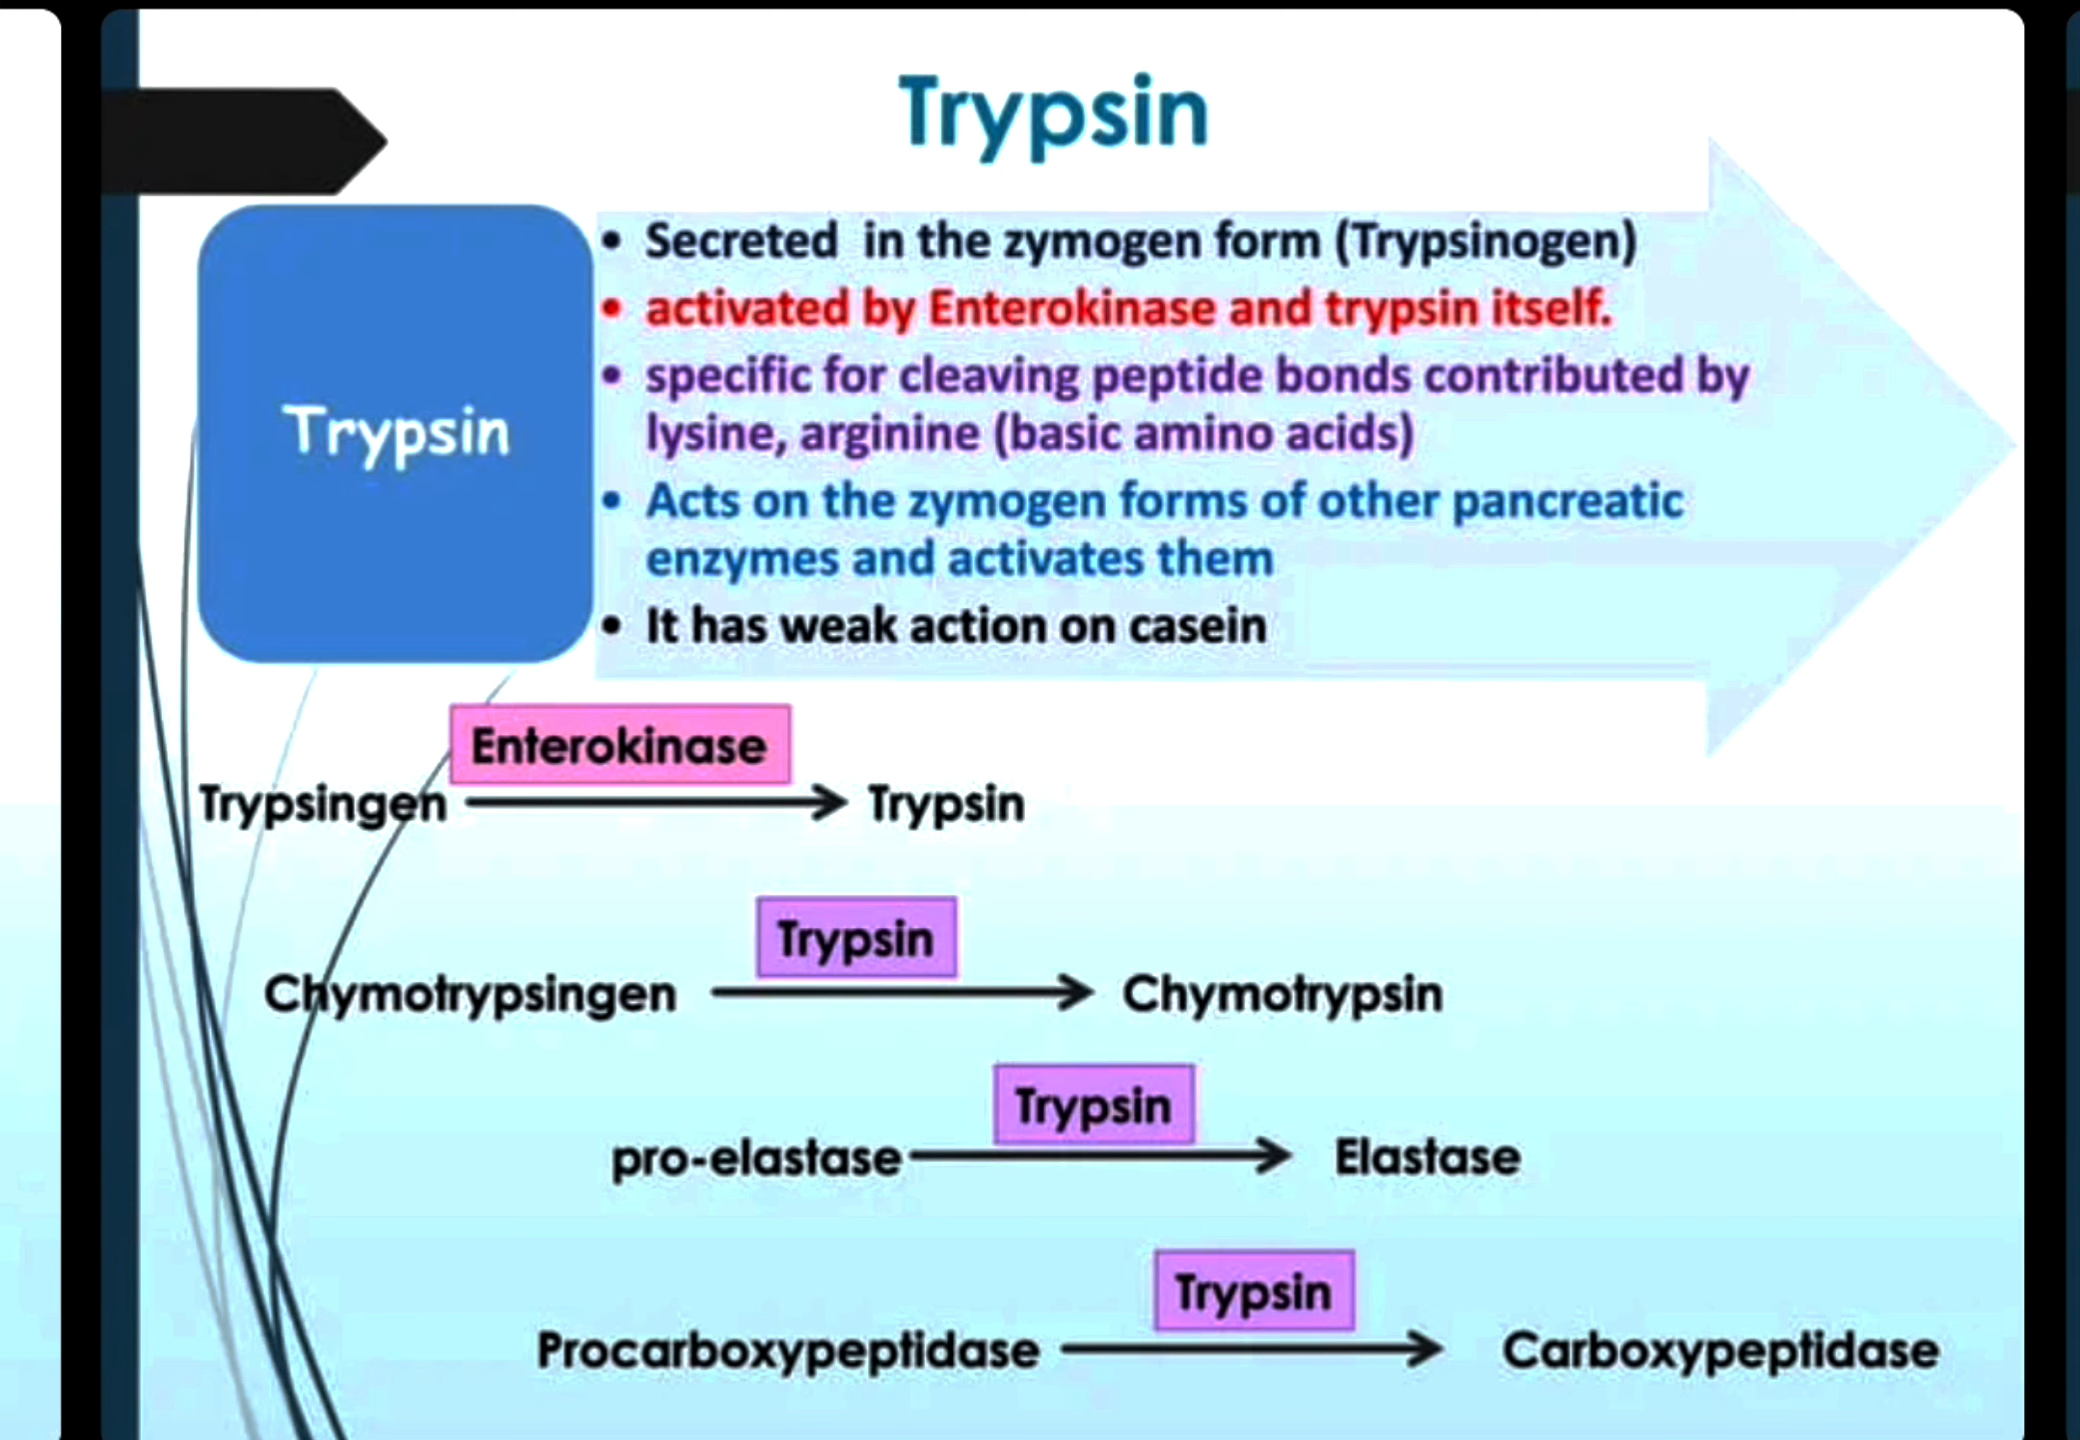 Trypsin
Trypsin
• Secreted in the zymogen form (Trypsinogen)
• activated by Enterokinase and trypsin itself.
• specific for cleaving peptide bonds contributed by
lysine, arginine (basic amino acids)
• Acts on the zymogen forms of other pancreatic
enzymes and activates them
• It has weak action on casein
Enterokinase
Trypsingen
Trypsin
Trypsin
Chymotrypsingen
Chymotrypsin
Trypsin
pro-elastase
Elastase
Trypsin
Procarboxypeptidase
Carboxypeptidase